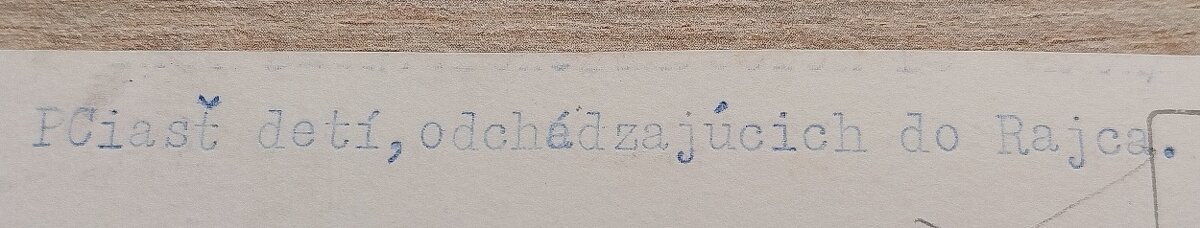 PCiasť detí,odchádzajúcich do Rajca.